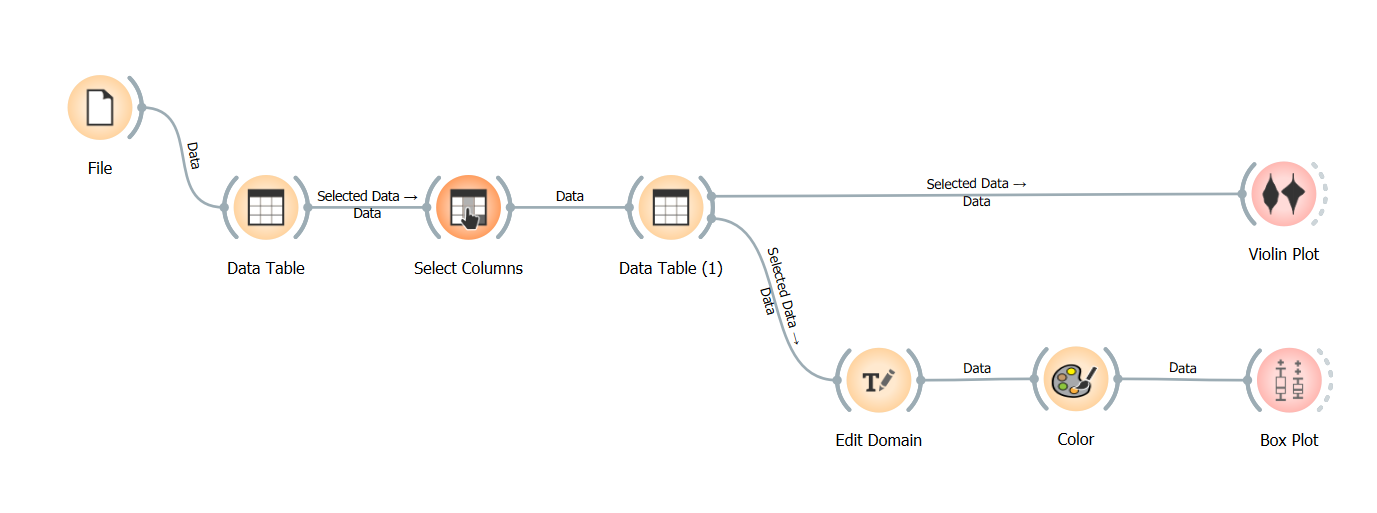 File
Data
Data Table
Selected Data →
Data
Select Columns
Data
Data Table (1)
Selected Data →
Data
Violin Plot
Selected Data →
Data
Edit Domain
Data
Color
Data
Box Plot